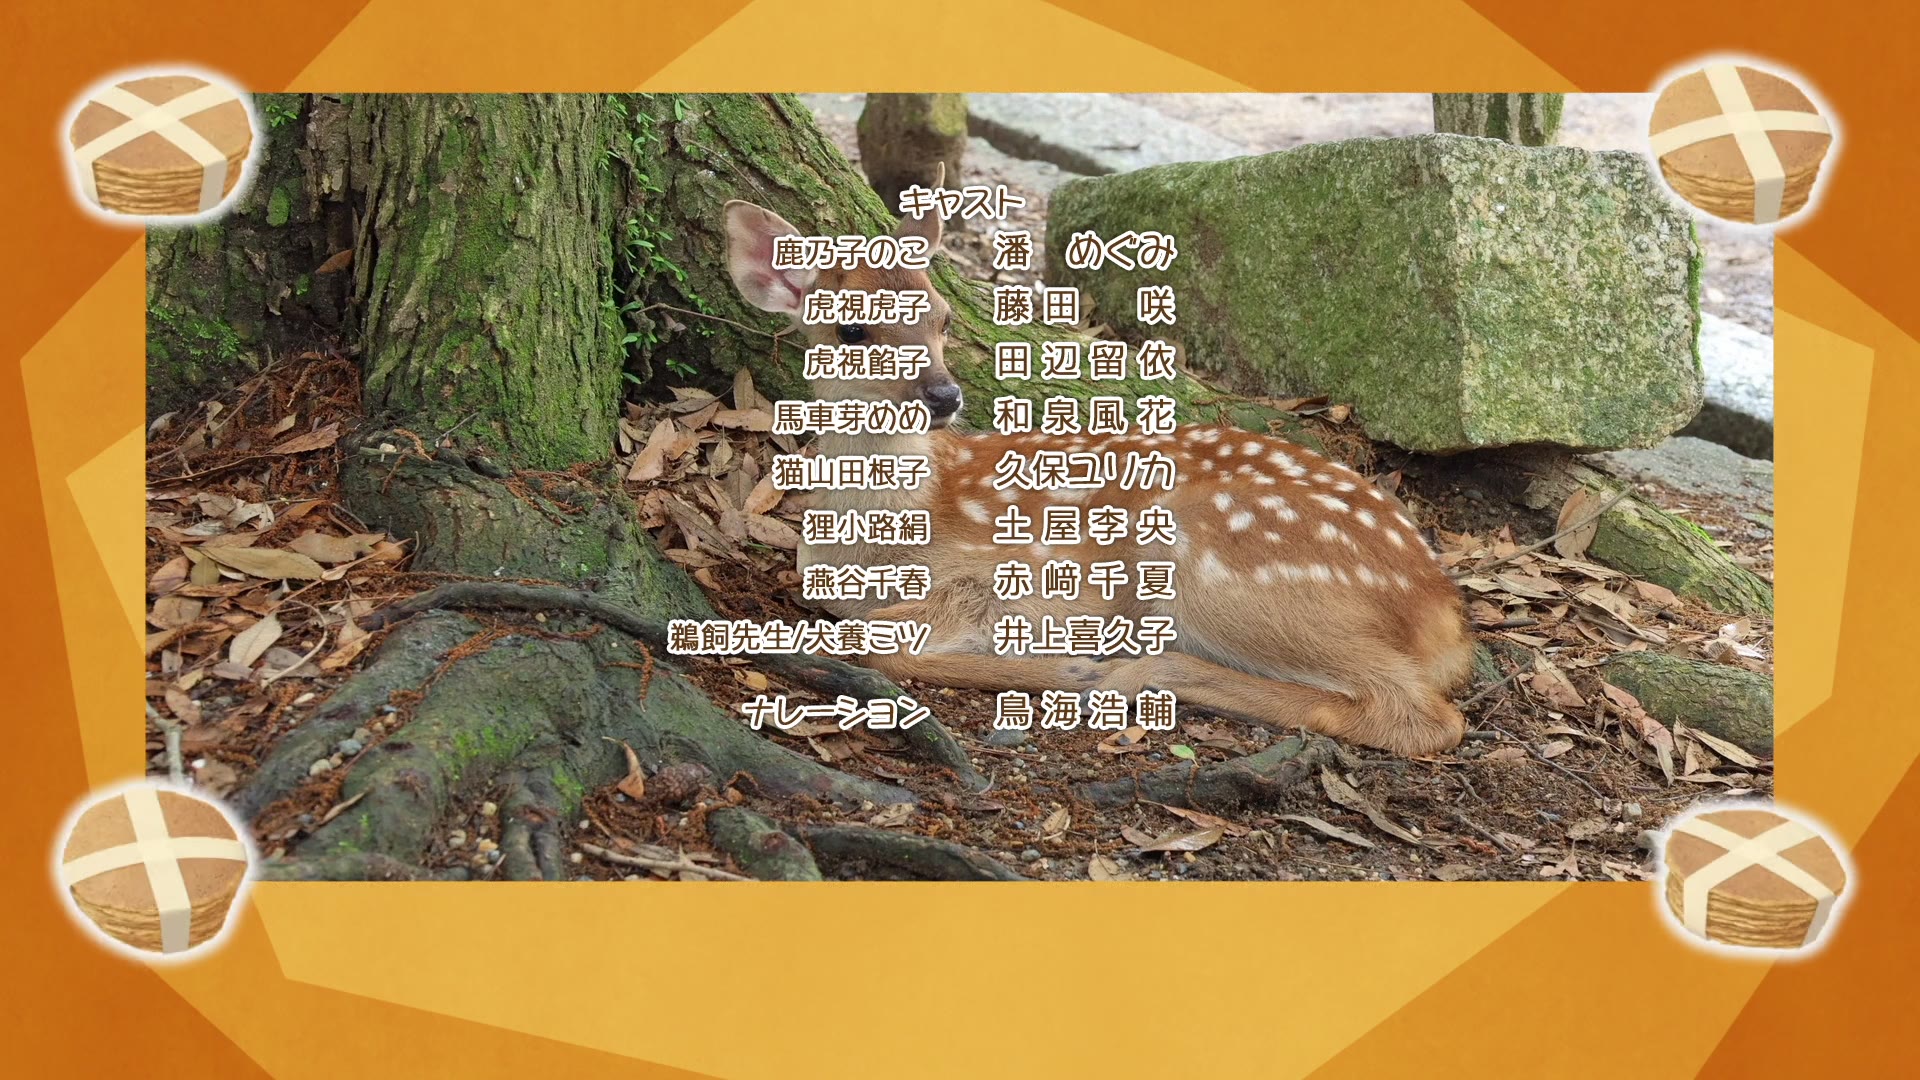 キャスト
鹿乃子のこ 潘 めぐみ
虎視虎子 藤田 咲
虎視餡子 田辺留依
馬車芽めめ 和泉風花
猫山田根子 久保ユリカ
狸小路絹 土屋李央
燕谷千春 赤﨑千夏
鵜飼先生/犬養ミツ 井上喜久子
ナレーション 鳥海浩輔